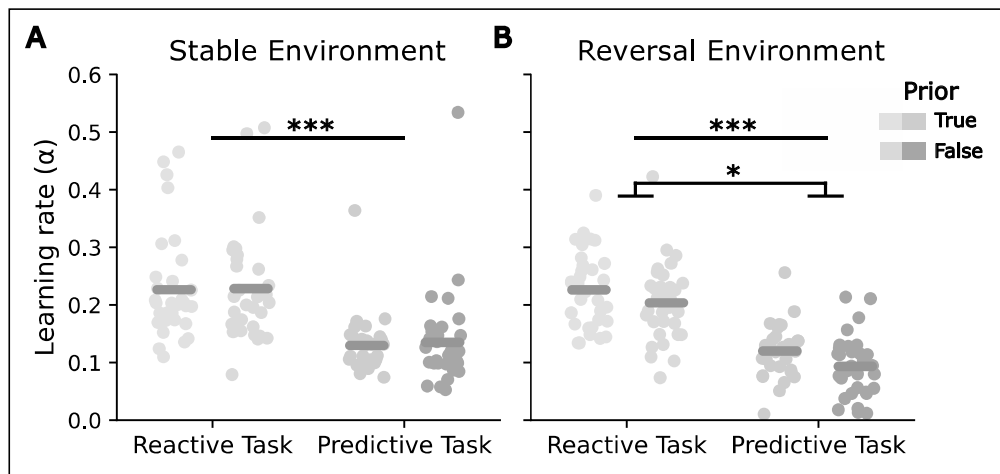 A
Stable Environment
Learning rate (α)
0.6
0.5
0.4
0.3
0.2
0.1
0.0
***
Reactive Task
Predictive Task
B
Reversal Environment
Prior
True
False
***
*
Reactive Task
Predictive Task